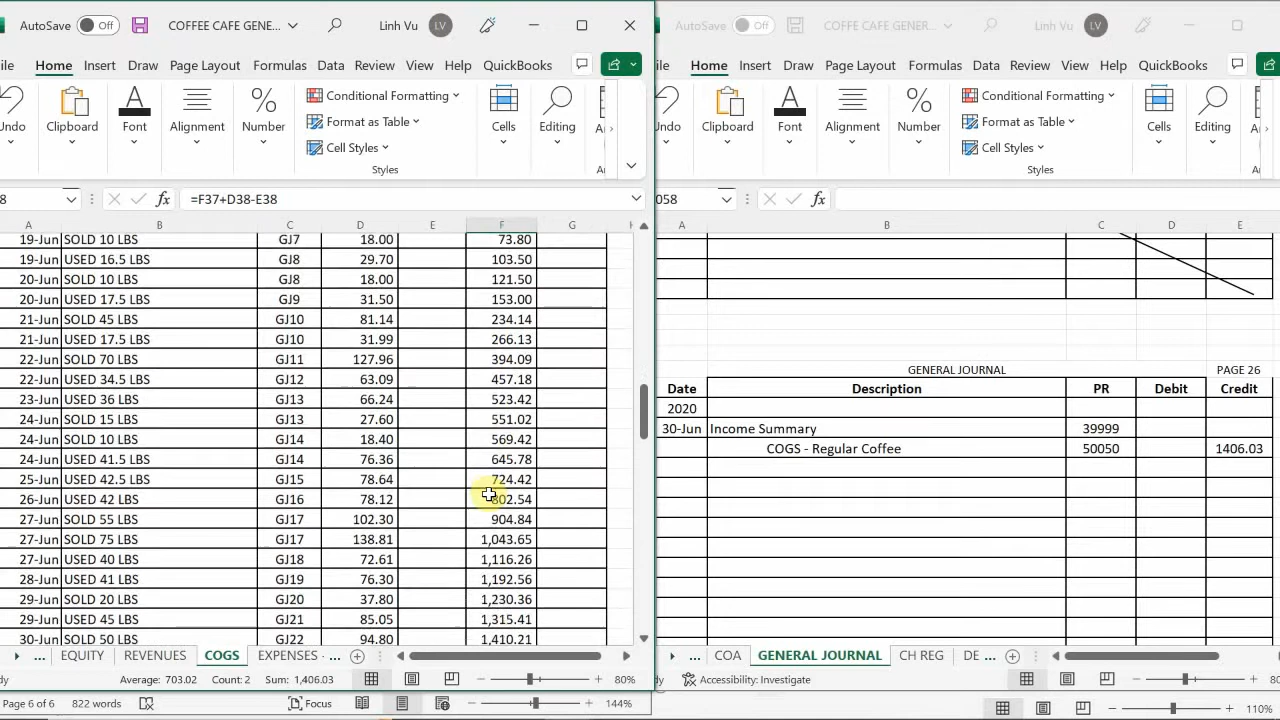 AutoSave Off COFFEE CAFE GENER... Linh Vu LV
ile Home Insert Draw Page Layout Formulas Data Review View Help QuickBooks
Undo Clipboard Font Alignment Number Conditional Formatting Format as Table Cell Styles Styles Cells Editing
8 fx =F37+D38-E38
A B C D E F G
19-Jun SOLD 10 LBS GJ7 18.00 73.80
19-Jun USED 16.5 LBS GJ8 29.70 103.50
20-Jun SOLD 10 LBS GJ8 18.00 121.50
20-Jun USED 17.5 LBS GJ9 31.50 153.00
21-Jun SOLD 45 LBS GJ10 81.14 234.14
21-Jun USED 17.5 LBS GJ10 31.99 266.13
22-Jun SOLD 70 LBS GJ11 127.96 394.09
22-Jun USED 34.5 LBS GJ12 63.09 457.18
23-Jun USED 36 LBS GJ13 66.24 523.42
24-Jun SOLD 15 LBS GJ13 27.60 551.02
24-Jun SOLD 10 LBS GJ14 18.40 569.42
24-Jun USED 41.5 LBS GJ14 76.36 645.78
25-Jun USED 42.5 LBS GJ15 78.64 724.42
26-Jun USED 42 LBS GJ16 78.12 802.54
27-Jun SOLD 55 LBS GJ17 102.30 904.84
27-Jun SOLD 75 LBS GJ17 138.81 1,043.65
27-Jun USED 40 LBS GJ18 72.61 1,116.26
28-Jun USED 41 LBS GJ19 76.30 1,192.56
29-Jun SOLD 20 LBS GJ20 37.80 1,230.36
29-Jun USED 45 LBS GJ21 85.05 1,315.41
30-Jun SOLD 50 LBS GJ22 94.80 1,410.21
... EQUITY REVENUES COGS EXPENSES - ...
dy Average: 703.02 Count: 2 Sum: 1,406.03 80%
Page 6 of 6 822 words Focus 144%
AutoSave Off COFFE CAFE GENER... Linh Vu LV
ile Home Insert Draw Page Layout Formulas Data Review View Help QuickBooks
Undo Clipboard Font Alignment Number Conditional Formatting Format as Table Cell Styles Styles Cells Editing
058 fx
A B C D E
GENERAL JOURNAL PAGE 26
Date Description PR Debit Credit
2020
30-Jun Income Summary 39999
COGS - Regular Coffee 50050 1406.03
... COA GENERAL JOURNAL CH REG DE ...
dy Accessibility: Investigate 80
110%